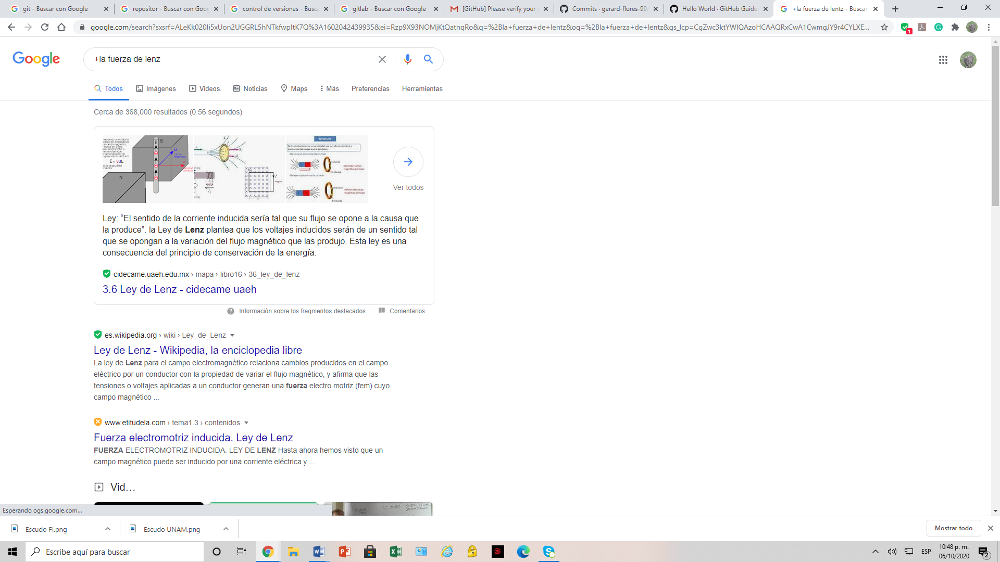 git - Buscar con Google
repositor - Buscar con Goog
control de versiones - Busca
gitlab - Buscar con Google
[GitHub] Please verify your
Commits · gerard-flores-99
Hello World · GitHub Guide
+la fuerza de lentz - Buscar
google.com/search?sxsrf=ALeKk020Ii5xUon2UGGRL5hNTkfwpItK7Q%3A1602042439935&ei=Rzp9X93NOMjKtQatnqRo&q=%2Bla+fuerza+de+lentz&oq=%2Bla+fuerza+de+lentz&gs_lcp=CgZwc3ktYWIQAzoHCAAQRxCwA1CwmgJY9r4CYLXE...
1
Google
+la fuerza de lenz
Todos
Imágenes
Videos
Noticias
Maps
Más
Preferencias
Herramientas
Cerca de 368,000 resultados (0.56 segundos)
E = vBL
N
S
E
B
Ley de Lenz
Ver todos
Ley: “El sentido de la corriente inducida sería tal que su flujo se opone a la causa que
la produce”. la Ley de Lenz plantea que los voltajes inducidos serán de un sentido tal
que se opongan a la variación del flujo magnético que las produjo. Esta ley es una
consecuencia del principio de conservación de la energía.
cidecame.uaeh.edu.mx › mapa › libro16 › 36_ley_de_lenz
3.6 Ley de Lenz - cidecame uaeh
Información sobre los fragmentos destacados
Comentarios
es.wikipedia.org › wiki › Ley_de_Lenz
Ley de Lenz - Wikipedia, la enciclopedia libre
La ley de Lenz para el campo electromagnético relaciona cambios producidos en el campo
eléctrico por un conductor con la propiedad de variar el flujo magnético, y afirma que las
tensiones o voltajes aplicadas a un conductor generan una fuerza electro motriz (fem) cuyo
campo magnético ...
www.etitudela.com › tema1.3 › contenidos
Fuerza electromotriz inducida. Ley de Lenz
FUERZA ELECTROMOTRIZ INDUCIDA. LEY DE LENZ Hasta ahora hemos visto que un
campo magnético puede ser inducido por una corriente eléctrica y ...
Vid...
Esperando ogs.google.com...
Escudo FI.png
Escudo UNAM.png
Mostrar todo
Escribe aquí para buscar
ESP
10:48 p. m.
06/10/2020
2